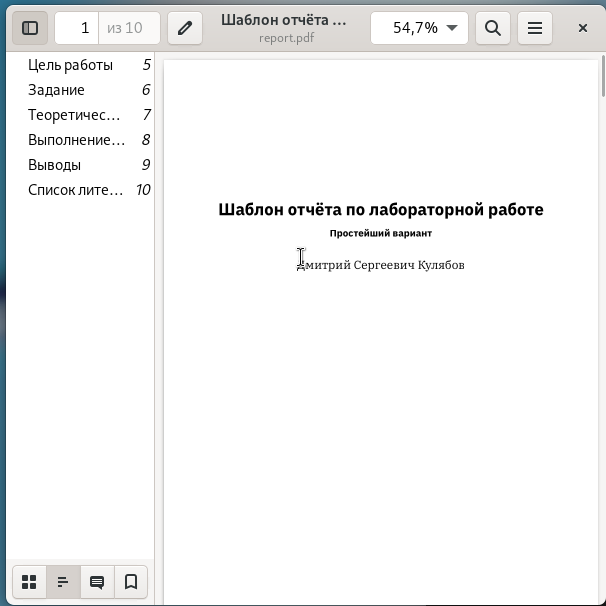 1 из 10
Шаблон отчёта ...
report.pdf
54,7%
Цель работы 5
Задание 6
Теоретичес... 7
Выполнение... 8
Выводы 9
Список лите... 10
Шаблон отчёта по лабораторной работе
Простейший вариант
Дмитрий Сергеевич Кулябов